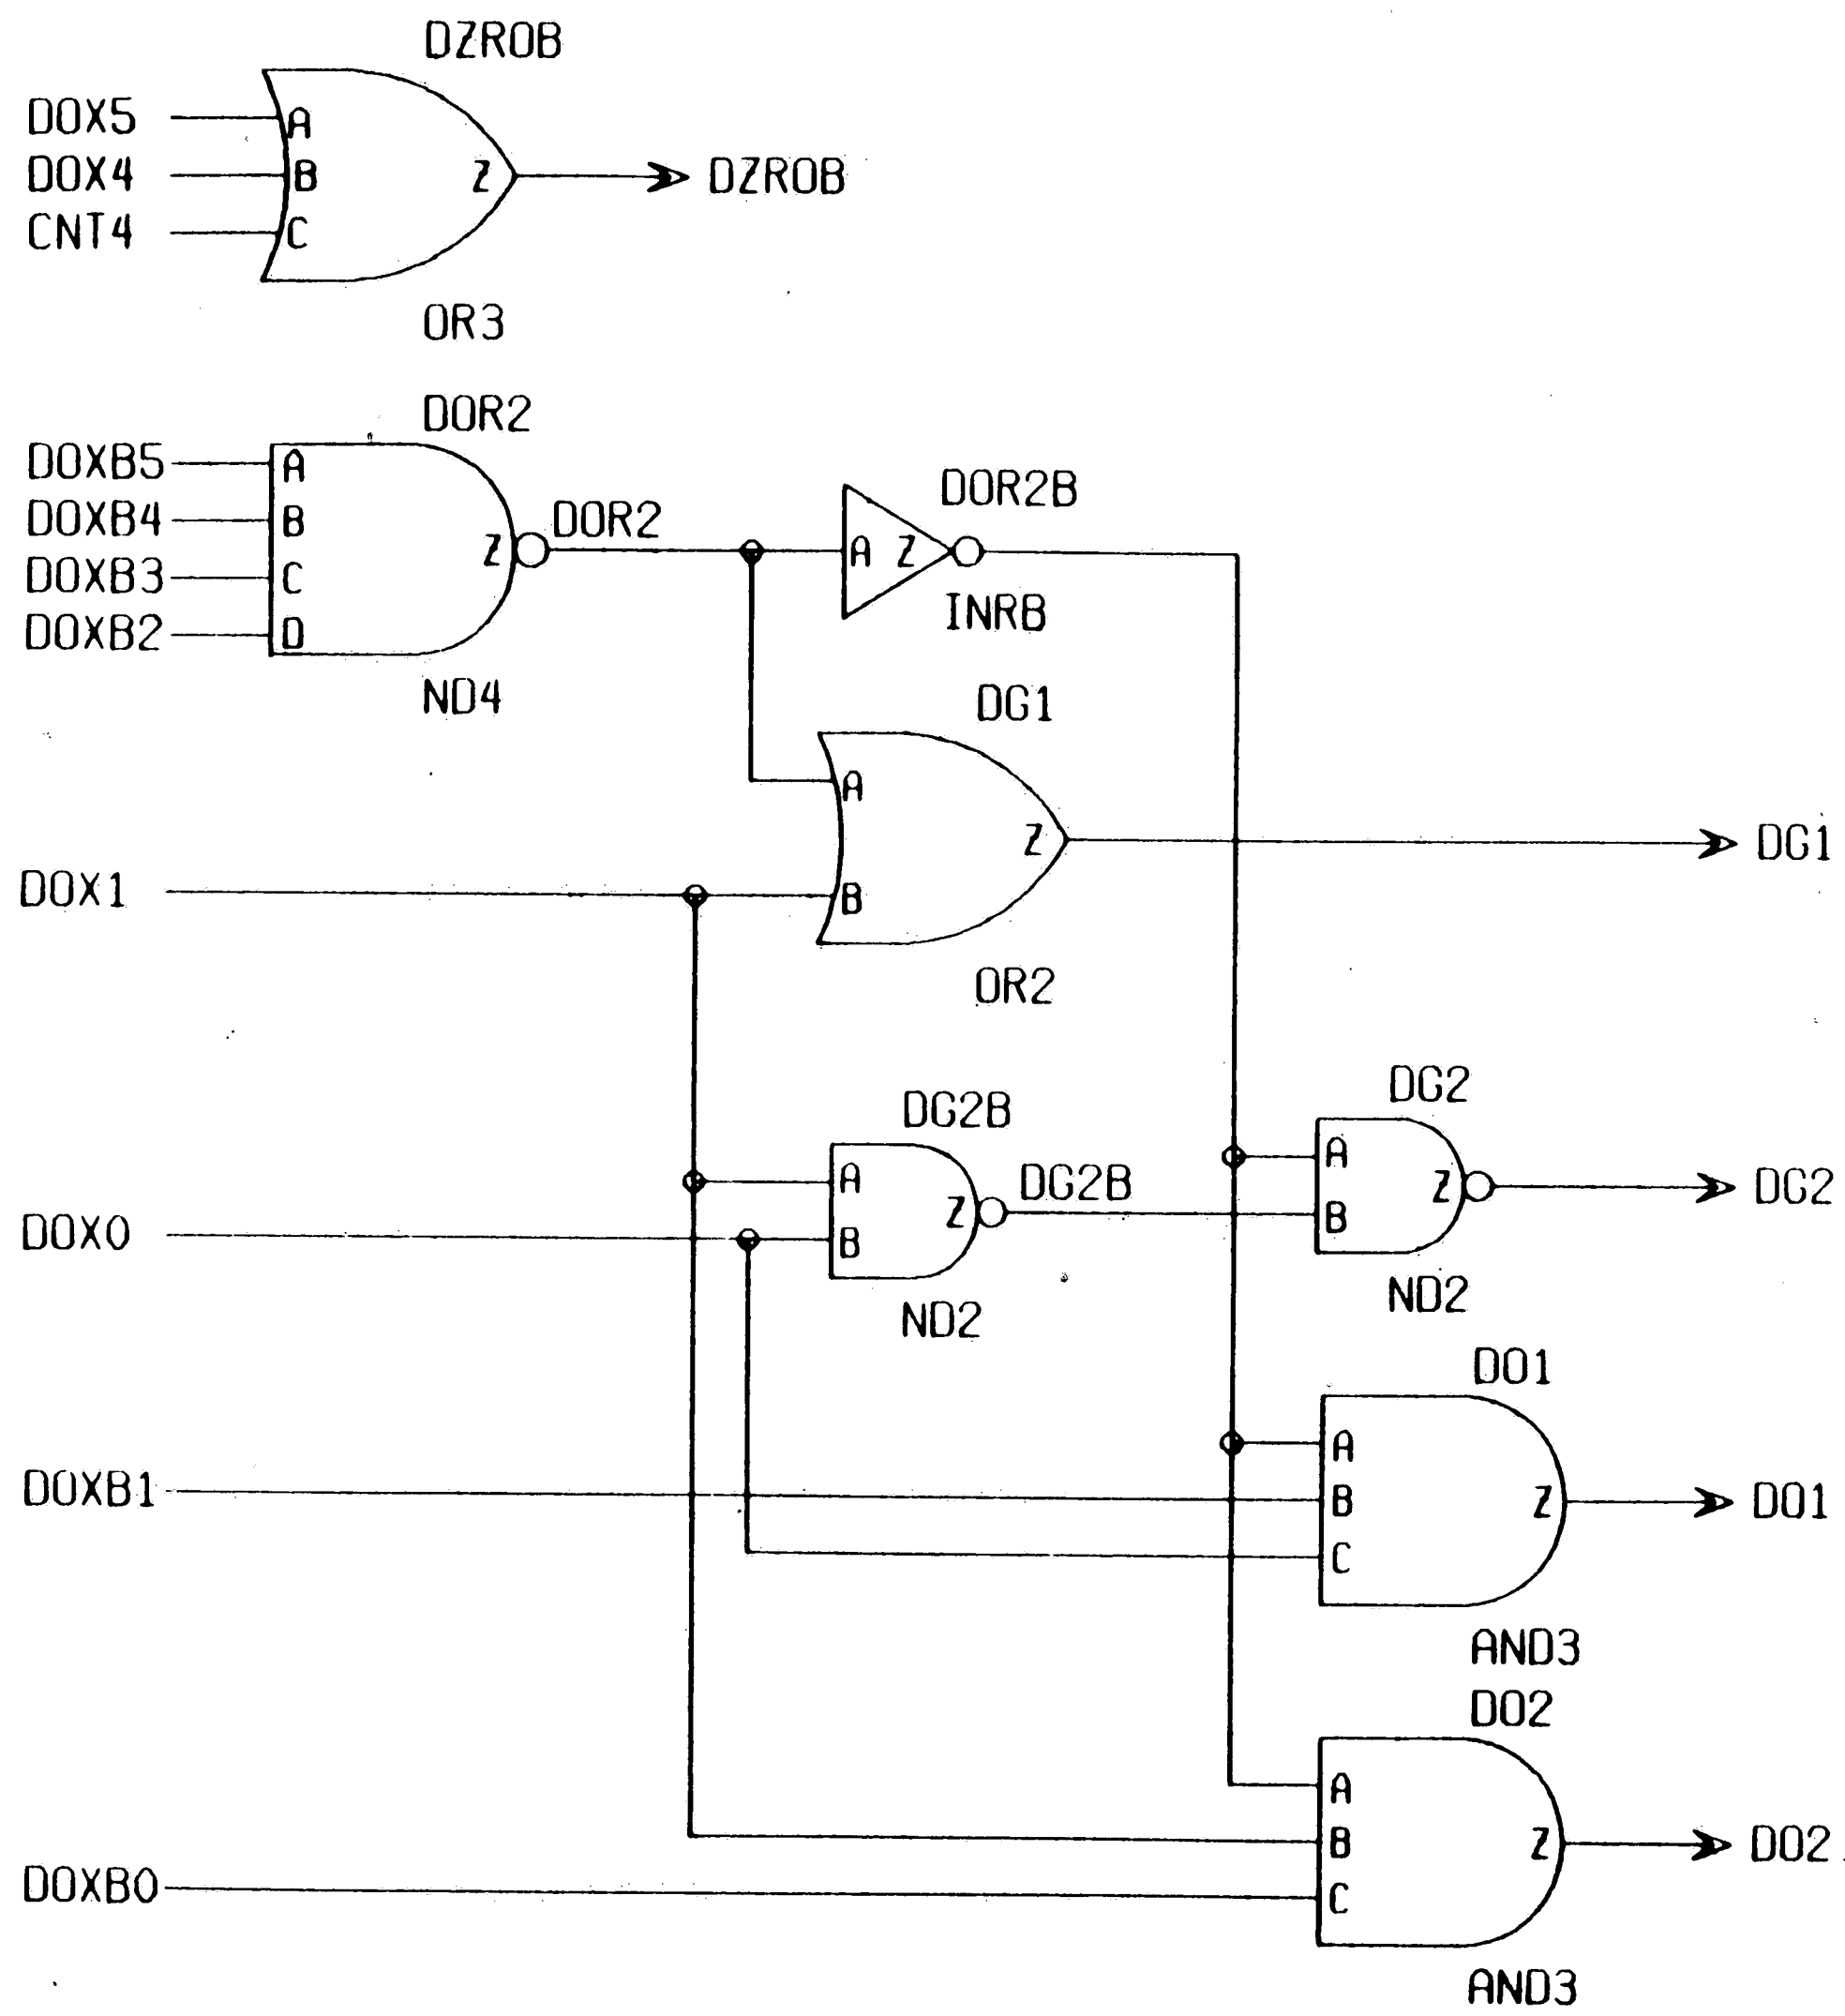 DZROB
DOX5
A
DOX4
B
Z
DZROB
CNT4
C
OR3
DOR2
DOXB5
A
DOXB4
B
DOXB3
C
DOXB2
D
Z
DOR2
ND4
DOR2B
A
Z
INRB
DG1
A
Z
DG1
DOX1
B
OR2
DG2B
A
Z
DG2B
DOX0
B
ND2
DG2
A
Z
DG2
B
ND2
DO1
A
DOXB1
B
Z
DO1
C
AND3
DO2
A
B
Z
DO2
DOXB0
C
AND3